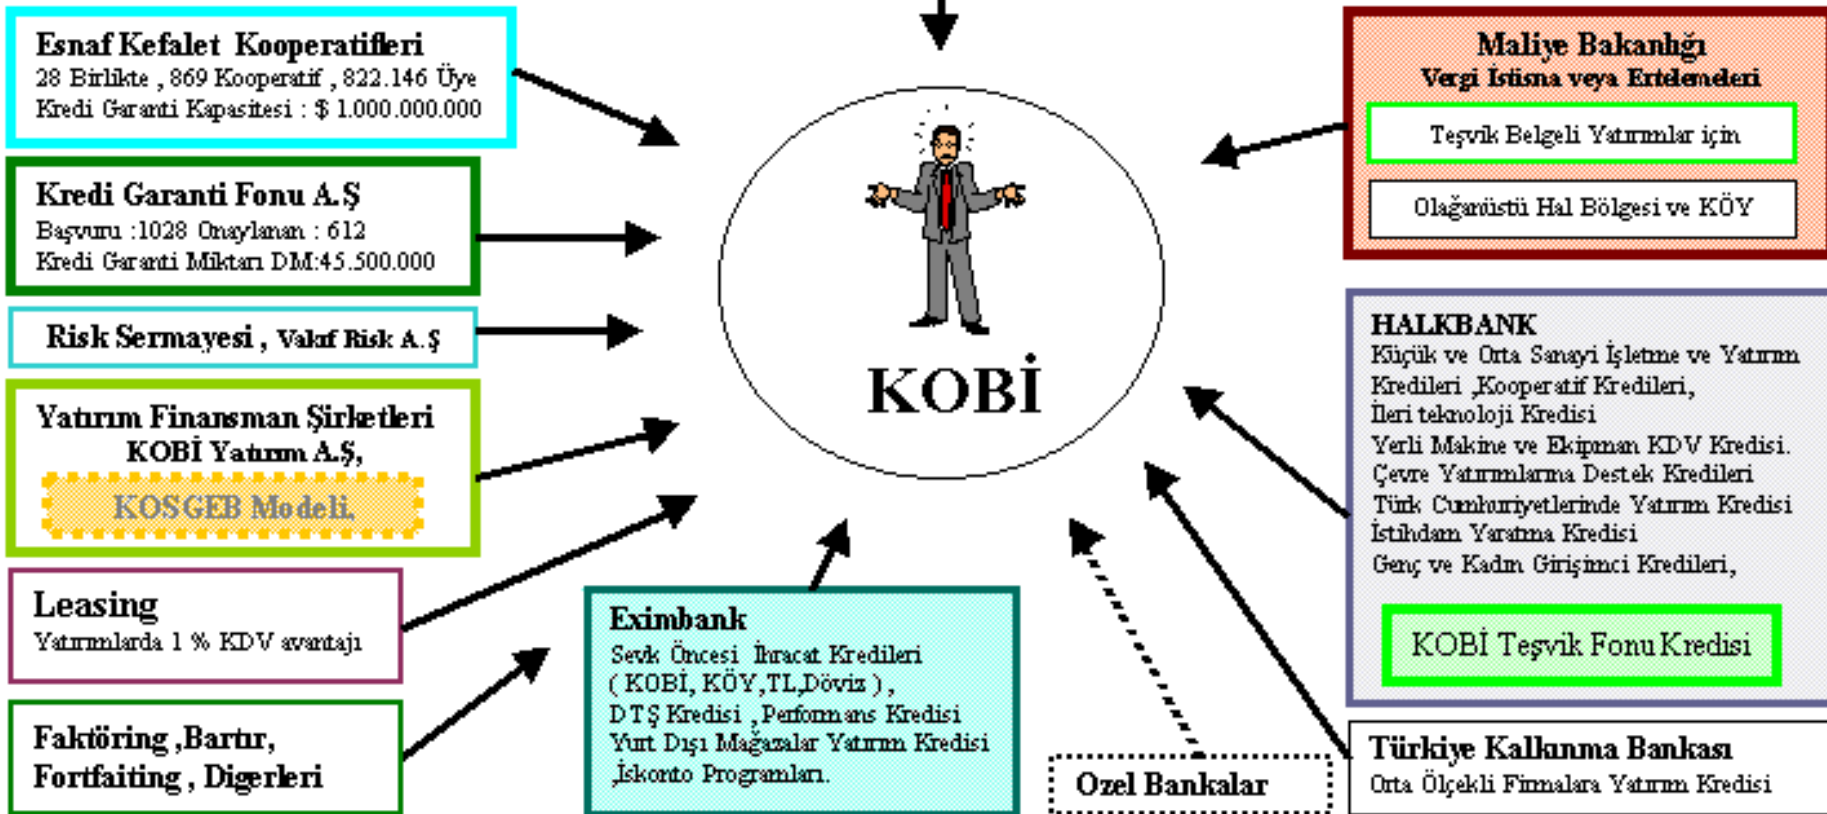 Esnaf Kefalet Kooperatifleri
28 Birlikte , 869 Kooperatif , 822.146 Üye
Kredi Garanti Kapasitesi : $ 1.000.000.000
Kredi Garanti Fonu A.Ş
Başvuru :1028 Onaylanan : 612
Kredi Garanti Miktarı DM:45.500.000
Risk Sermayesi , Vakıf Risk A.Ş
Yatırım Finansman Şirketleri
KOBİ Yatırım A.Ş,
KOSGEB Modeli,
Leasing
Yatırımlarda 1 % KDV avantajı
Faktöring ,Bartır,
Fortfaiting , Digerleri
KOBİ
Eximbank
Sevk Öncesi İhracat Kredileri
( KOBİ, KÖY,TL,Döviz ),
DTŞ Kredisi ,Performans Kredisi
Yurt Dışı Mağazalar Yatırım Kredisi
,İskonto Programları.
Ozel Bankalar
Maliye Bakanlığı
Vergi İstisna veya Ertelemeleri
Teşvik Belgeli Yatırımlar için
Olağanüstü Hal Bölgesi ve KÖY
HALKBANK
Küçük ve Orta Sanayi İşletme ve Yatırım
Kredileri ,Kooperatif Kredileri,
İleri teknoloji Kredisi
Yerli Makine ve Ekipman KDV Kredisi.
Çevre Yatırımlarına Destek Kredileri
Türk Cumhuriyetlerinde Yatırım Kredisi
İstihdam Yaratma Kredisi
Genç ve Kadın Girişimci Kredileri,
KOBİ Teşvik Fonu Kredisi
Türkiye Kalkınma Bankası
Orta Ölçekli Firmalara Yatırım Kredisi